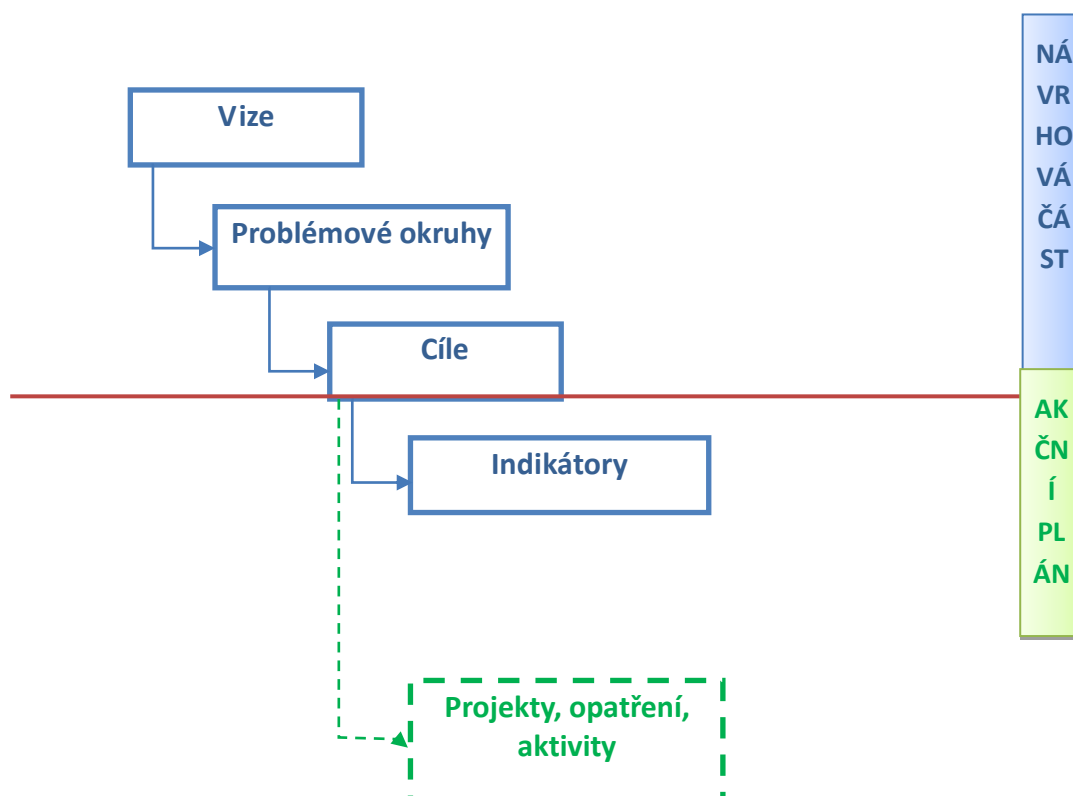 Vize
Problémové okruhy
Cíle
Indikátory
Projekty, opatření,
aktivity
NÁ
VR
HO
VÁ
ČÁ
ST
AK
ČN
Í
PL
ÁN